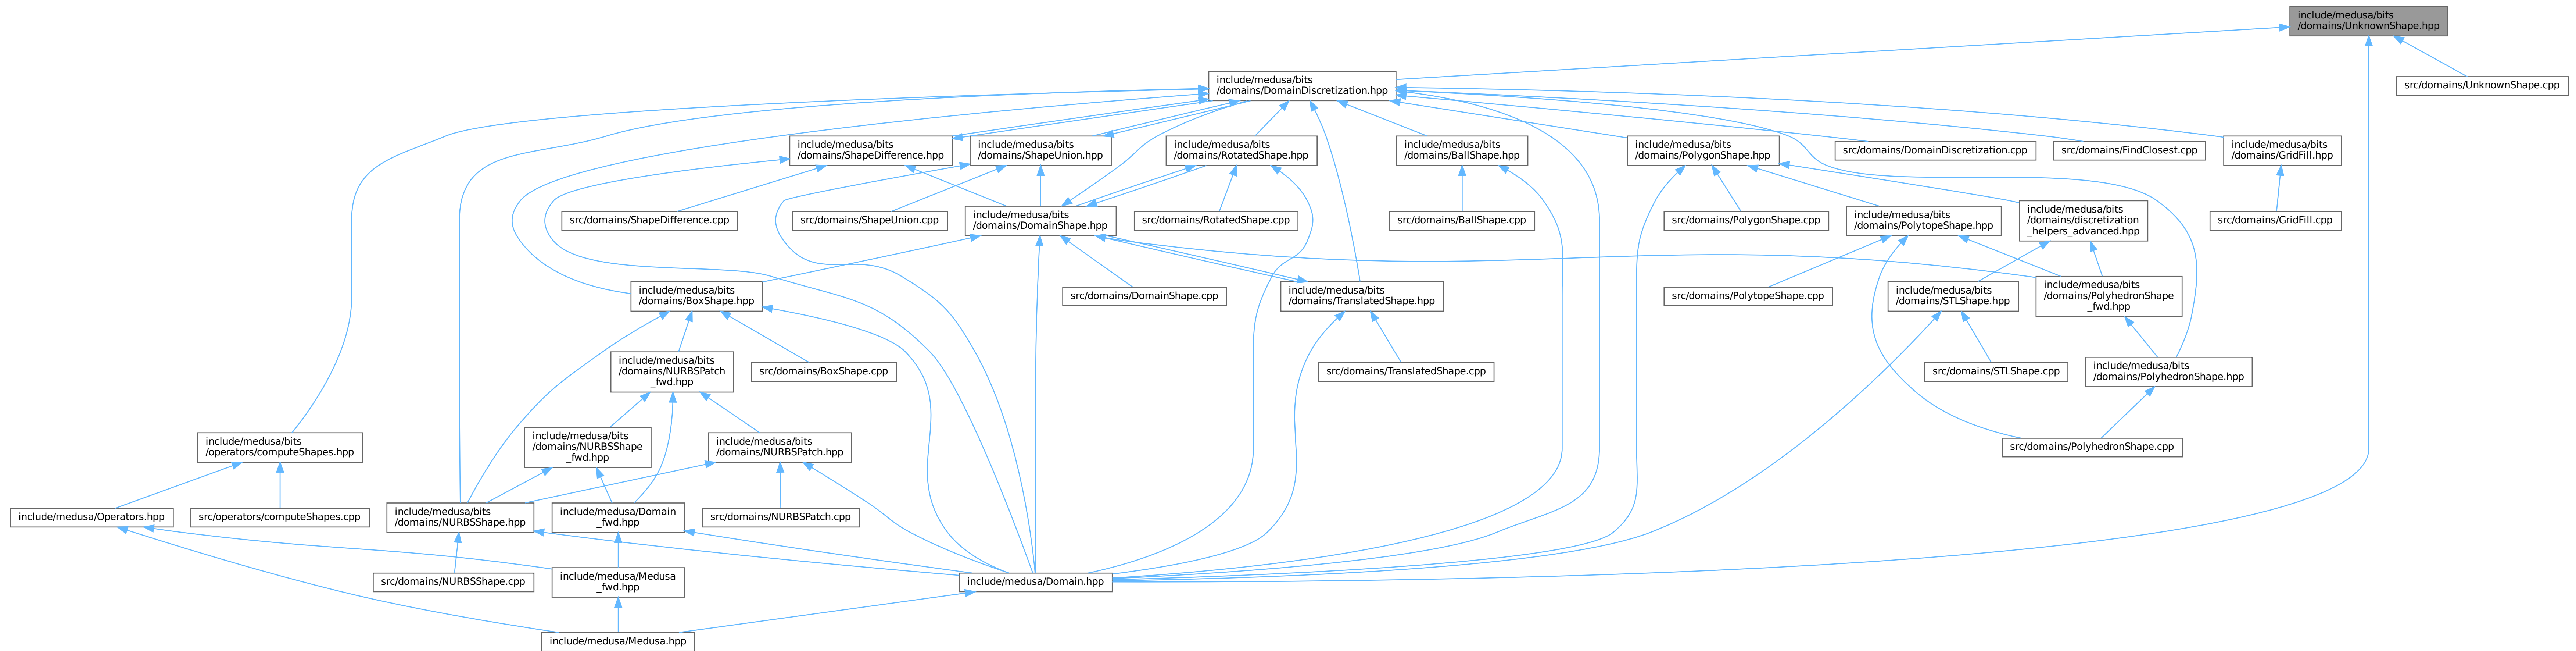 include/medusa/bits
/domains/UnknownShape.hpp
include/medusa/bits
/domains/DomainDiscretization.hpp
src/domains/UnknownShape.cpp
include/medusa/bits
/domains/ShapeDifference.hpp
include/medusa/bits
/domains/ShapeUnion.hpp
include/medusa/bits
/domains/RotatedShape.hpp
include/medusa/bits
/domains/BallShape.hpp
include/medusa/bits
/domains/PolygonShape.hpp
src/domains/DomainDiscretization.cpp
src/domains/FindClosest.cpp
include/medusa/bits
/domains/GridFill.hpp
src/domains/ShapeDifference.cpp
src/domains/ShapeUnion.cpp
include/medusa/bits
/domains/DomainShape.hpp
src/domains/RotatedShape.cpp
src/domains/BallShape.cpp
src/domains/PolygonShape.cpp
include/medusa/bits
/domains/PolytopeShape.hpp
include/medusa/bits
/domains/discretization
_helpers_advanced.hpp
src/domains/GridFill.cpp
include/medusa/bits
/domains/BoxShape.hpp
src/domains/DomainShape.cpp
include/medusa/bits
/domains/TranslatedShape.hpp
src/domains/PolytopeShape.cpp
include/medusa/bits
/domains/STLShape.hpp
include/medusa/bits
/domains/PolyhedronShape
_fwd.hpp
include/medusa/bits
/domains/NURBSPatch
_fwd.hpp
src/domains/BoxShape.cpp
src/domains/TranslatedShape.cpp
src/domains/STLShape.cpp
include/medusa/bits
/domains/PolyhedronShape.hpp
include/medusa/bits
/operators/computeShapes.hpp
include/medusa/bits
/domains/NURBSShape
_fwd.hpp
include/medusa/bits
/domains/NURBSPatch.hpp
src/domains/PolyhedronShape.cpp
include/medusa/Operators.hpp
src/operators/computeShapes.cpp
include/medusa/bits
/domains/NURBSShape.hpp
include/medusa/Domain
_fwd.hpp
src/domains/NURBSPatch.cpp
src/domains/NURBSShape.cpp
include/medusa/Medusa
_fwd.hpp
include/medusa/Domain.hpp
include/medusa/Medusa.hpp